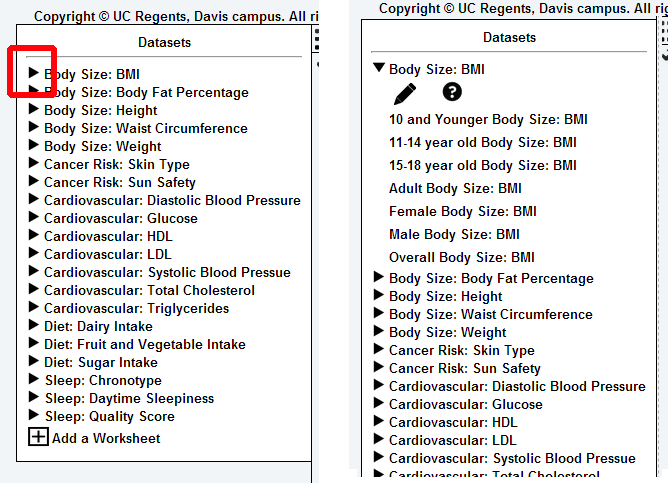 Copyright © UC Regents, Davis campus. All ri
Datasets
Body Size: BMI
Body Size: Body Fat Percentage
Body Size: Height
Body Size: Waist Circumference
Body Size: Weight
Cancer Risk: Skin Type
Cancer Risk: Sun Safety
Cardiovascular: Diastolic Blood Pressure
Cardiovascular: Glucose
Cardiovascular: HDL
Cardiovascular: LDL
Cardiovascular: Systolic Blood Pressue
Cardiovascular: Total Cholesterol
Cardiovascular: Triglycerides
Diet: Dairy Intake
Diet: Fruit and Vegetable Intake
Diet: Sugar Intake
Sleep: Chronotype
Sleep: Daytime Sleepiness
Sleep: Quality Score
Add a Worksheet
Copyright © UC Regents, Davis campus. All rig
Datasets
Body Size: BMI
10 and Younger Body Size: BMI
11-14 year old Body Size: BMI
15-18 year old Body Size: BMI
Adult Body Size: BMI
Female Body Size: BMI
Male Body Size: BMI
Overall Body Size: BMI
Body Size: Body Fat Percentage
Body Size: Height
Body Size: Waist Circumference
Body Size: Weight
Cancer Risk: Skin Type
Cancer Risk: Sun Safety
Cardiovascular: Diastolic Blood Pressure
Cardiovascular: Glucose
Cardiovascular: HDL
Cardiovascular: LDL
Cardiovascular: Systolic Blood Pressue
Cardiovascular: Total Cholesterol